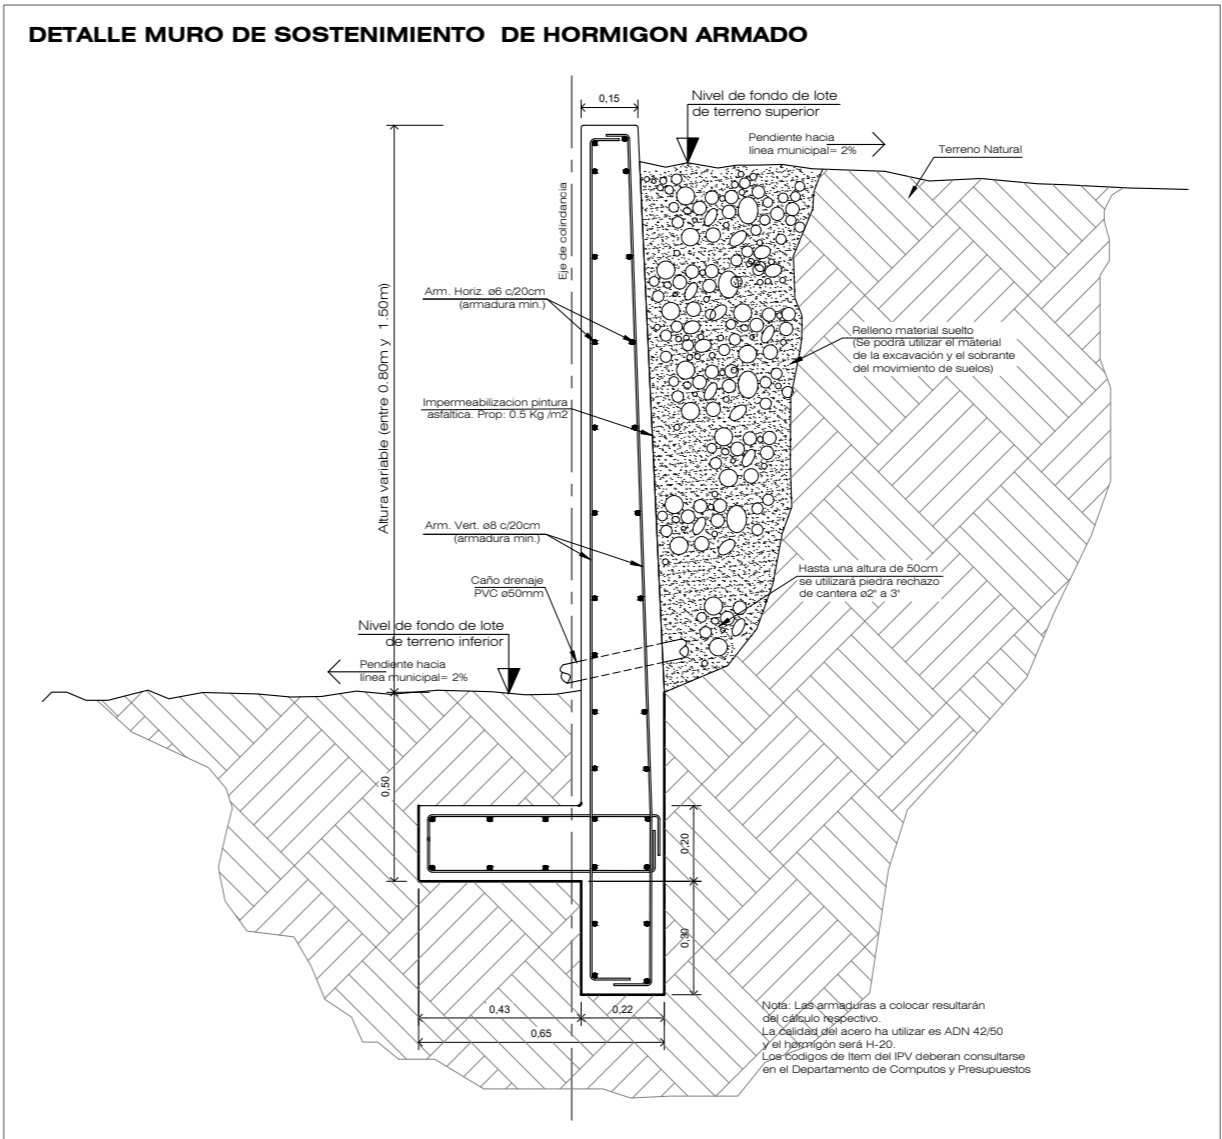 DETALLE MURO DE SOSTENIMIENTO DE HORMIGON ARMADO
0,15
Nivel de fondo de lote
de terreno superior
Pendiente hacia
línea municipal= 2%
Terreno Natural
Eje de colindancia
Altura variable (entre 0.80m y 1.50m)
Arm. Horiz. ø6 c/20cm
(armadura min.)
Relleno material suelto
(Se podrá utilizar el material
de la excavación y el sobrante
del movimiento de suelos)
Impermeabilizacion pintura
asfaltica. Prop: 0.5 Kg /m2
Arm. Vert. ø8 c/20cm
(armadura min.)
Caño drenaje
PVC ø50mm
Hasta una altura de 50cm
se utilizará piedra rechazo
de cantera ø2" a 3"
Nivel de fondo de lote
de terreno inferior
Pendiente hacia
línea municipal= 2%
0,50
0,20
0,30
0,43
0,22
0,65
Nota: Las armaduras a colocar resultarán
del cálculo respectivo.
La calidad del acero ha utilizar es ADN 42/50
y el hormigón será H-20.
Los codigos de Item del IPV deberan consultarse
en el Departamento de Computos y Presupuestos